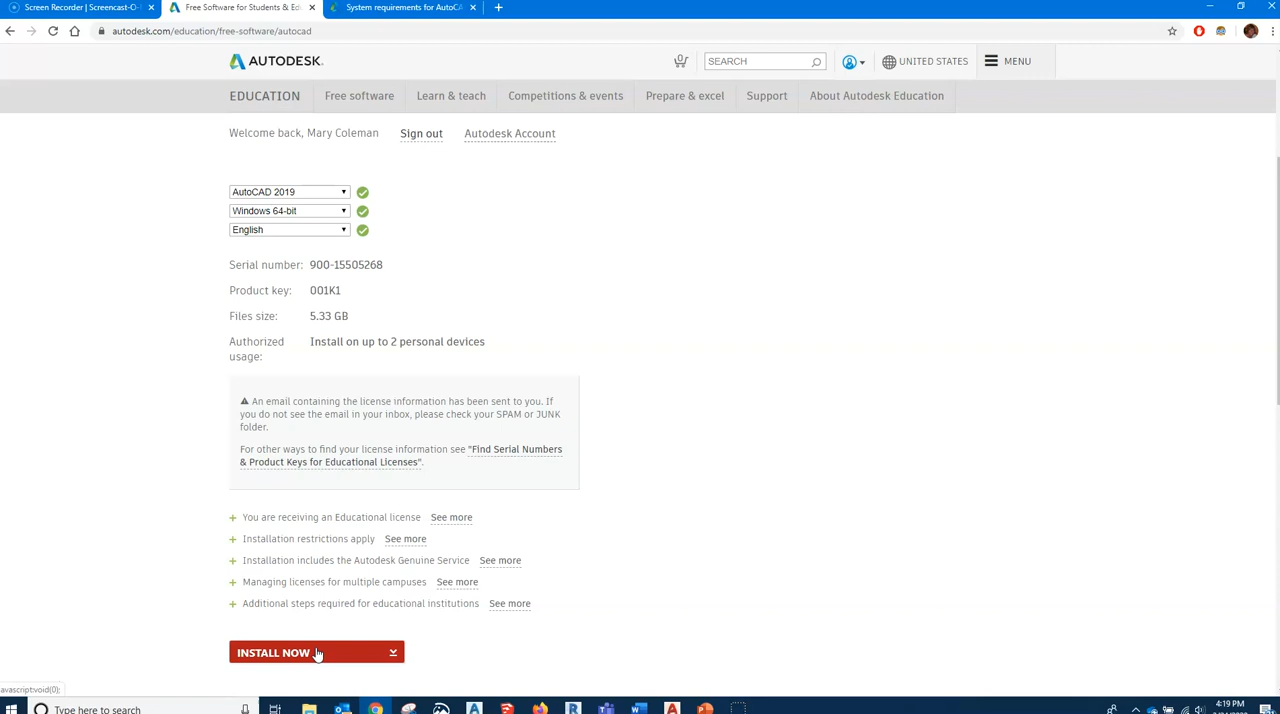 Screen Recorder | Screencast-O-
Free Software for Students & Ed
System requirements for AutoCA
autodesk.com/education/free-software/autocad
AUTODESK.
SEARCH
UNITED STATES
MENU
EDUCATION
Free software
Learn & teach
Competitions & events
Prepare & excel
Support
About Autodesk Education
Welcome back, Mary Coleman
Sign out
Autodesk Account
AutoCAD 2019
Windows 64-bit
English
Serial number: 900-15505268
Product key: 001K1
Files size: 5.33 GB
Authorized Install on up to 2 personal devices
usage:
An email containing the license information has been sent to you. If
you do not see the email in your inbox, please check your SPAM or JUNK
folder.
For other ways to find your license information see "Find Serial Numbers
& Product Keys for Educational Licenses".
+ You are receiving an Educational license See more
+ Installation restrictions apply See more
+ Installation includes the Autodesk Genuine Service See more
+ Managing licenses for multiple campuses See more
+ Additional steps required for educational institutions See more
INSTALL NOW
avascript:void(0);
Type here to search
4:19 PM